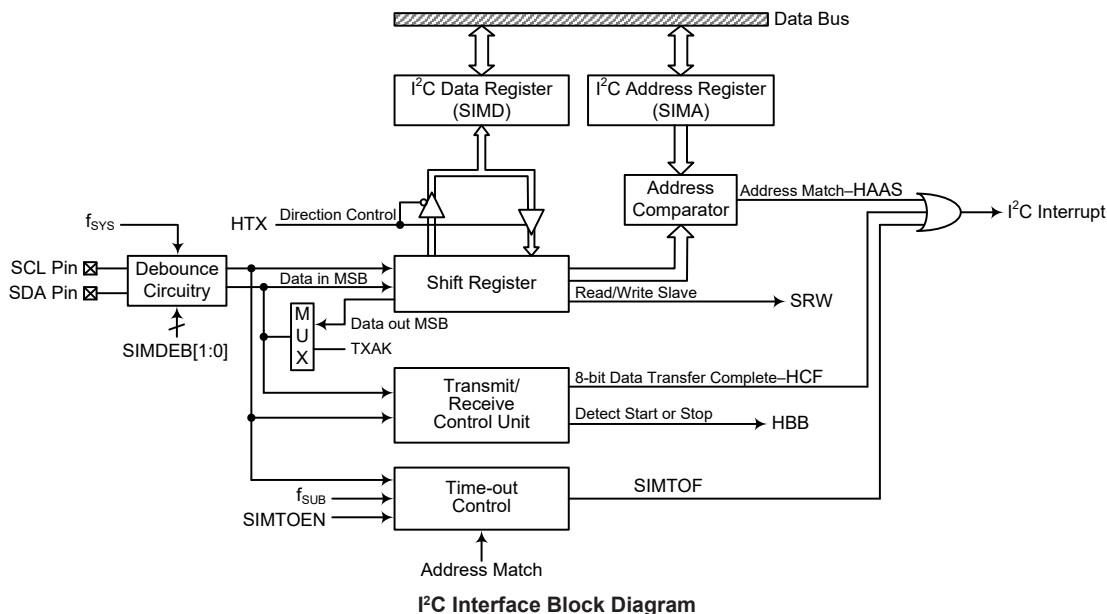 Data Bus
I²C Data Register
(SIMD)
I²C Address Register
(SIMA)
Address
Comparator
Address Match–HAAS
I²C Interrupt
HTX
Direction Control
fSYS
SCL Pin
SDA Pin
Debounce
Circuitry
SIMDEB[1:0]
Data in MSB
Shift Register
Read/Write Slave
SRW
M
U
X
Data out MSB
TXAK
Transmit/
Receive
Control Unit
8-bit Data Transfer Complete–HCF
Detect Start or Stop
HBB
fSUB
SIMTOEN
Time-out
Control
SIMTOF
Address Match
I²C Interface Block Diagram